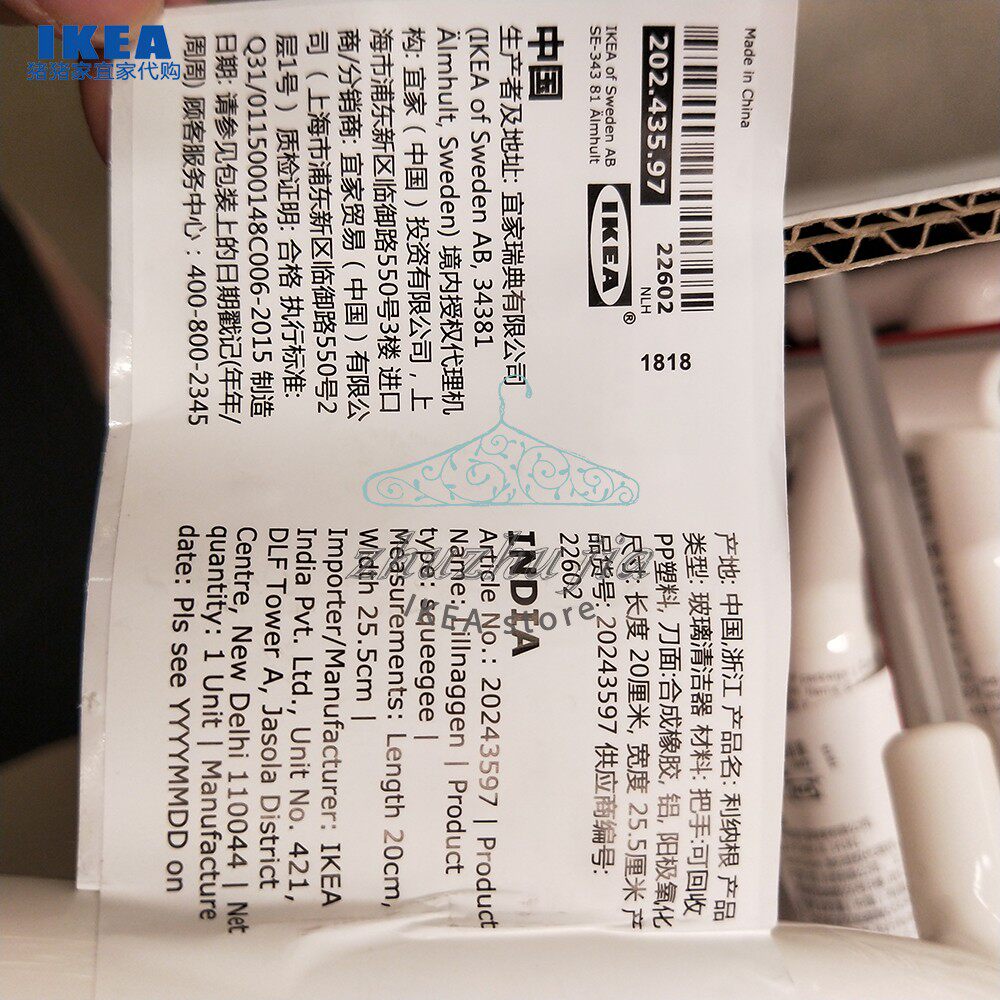 IKEA
猪猪家宜家代购
Made in China
202.435.97
22602
NLH
1818
IKEA of Sweden AB
SE-343 81 Älmhult
IKEA®
中国
生产者及地址: 宜家瑞典有限公司
(IKEA of Sweden AB, 34381
Älmhult, Sweden) 境内授权代理机
构: 宜家（中国）投资有限公司, 上
海市浦东新区临御路550号3楼 进口
商/分销商: 宜家贸易（中国）有限公
司（上海市浦东新区临御路550号2
层1号）质检证明: 合格 执行标准:
Q31/0115000148C006-2015 制造
日期: 请参见包装上的日期戳记(年年/
周周) 顾客服务中心: 400-800-2345
产地: 中国,浙江 产品名: 利纳根 产品
类型: 玻璃清洁器 材料: 把手:可回收
PP塑料, 刀面:合成橡胶, 铝, 阳极氧化
尺寸 长度 20厘米, 宽度 25.5厘米 产
品货号: 20243597 供应商编号:
22602
INDIA
Article No.: 20243597 | Product
Name: Lillnaggen | Product
type: squeegee |
Measurements: Length 20cm,
Width 25.5cm |
Importer/Manufacturer: IKEA
India Pvt. Ltd., Unit No. 421,
DLF Tower A, Jasola District
Centre, New Delhi 110044 | Net
quantity: 1 Unit | Manufacture
date: Pls see YYYYMMDD on
zhuzhu jia
IKEA store